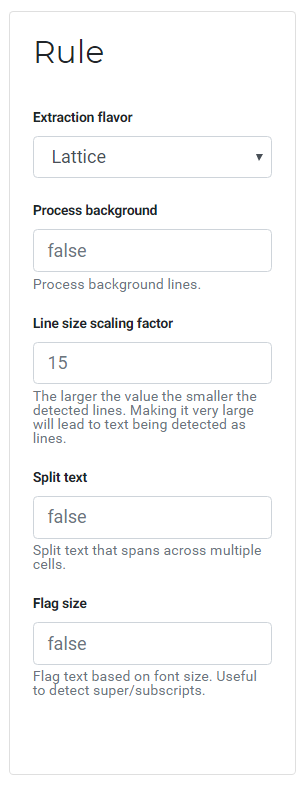 Rule
Extraction flavor
Lattice
Process background
false
Process background lines.
Line size scaling factor
15
The larger the value the smaller the
detected lines. Making it very large
will lead to text being detected as
lines.
Split text
false
Split text that spans across multiple
cells.
Flag size
false
Flag text based on font size. Useful
to detect super/subscripts.